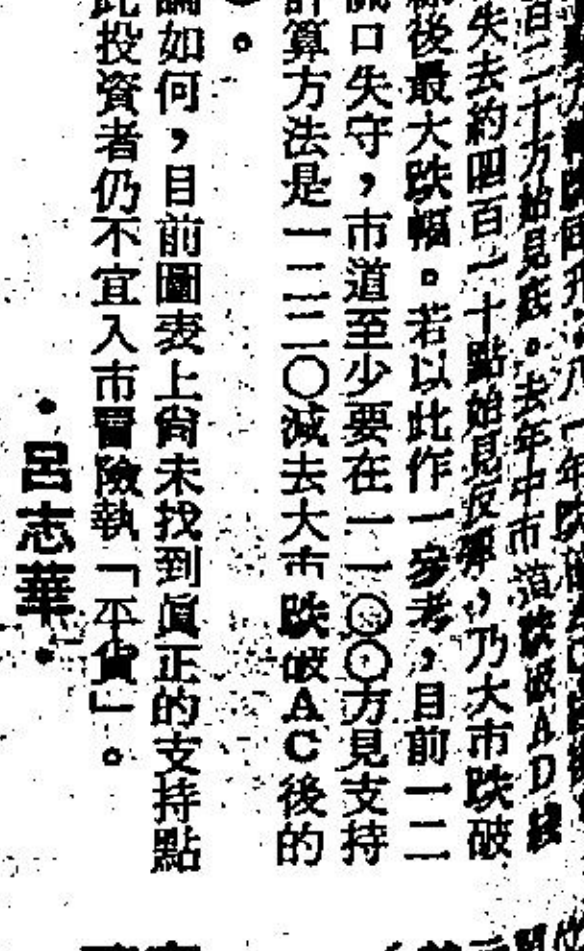 年跌
百二十方始見底。去年中市道跌破AD線
失去約四百一十點始見反彈，乃大市跌破
後最大跌幅。若以此作一參考，目前一二
關口失守，市道至少要在一一〇〇方見支持
計算方法是一二二〇減去大市跌破AC後的
。
論如何，目前圖表上尚未找到眞正的支持點
此投資者仍不宜入市冒險執「平貨」。
・呂志華・